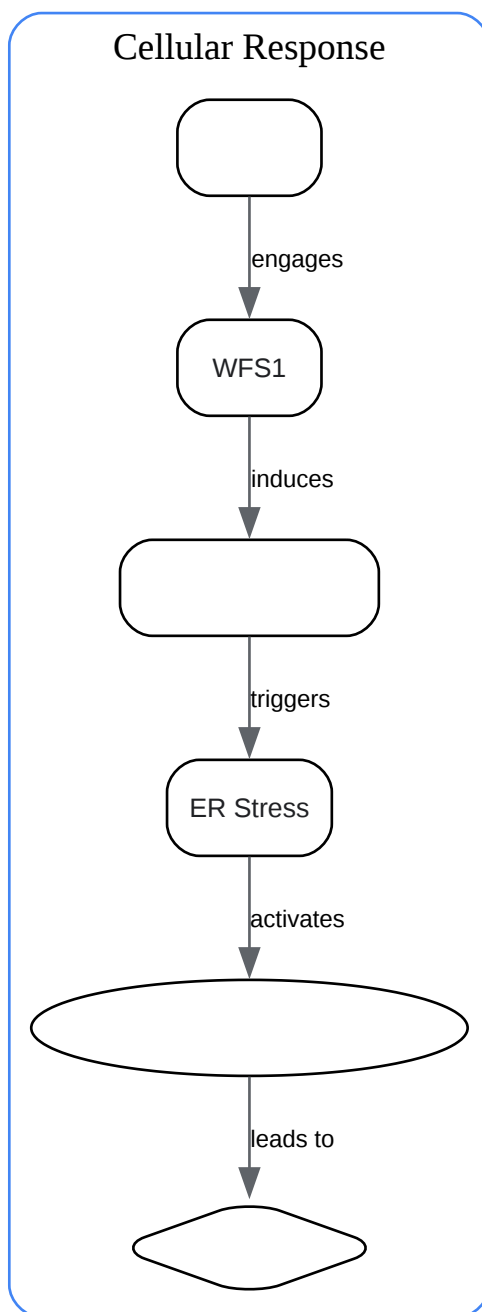 Cellular Response
engages
WFS1
induces
triggers
ER Stress
activates
leads to